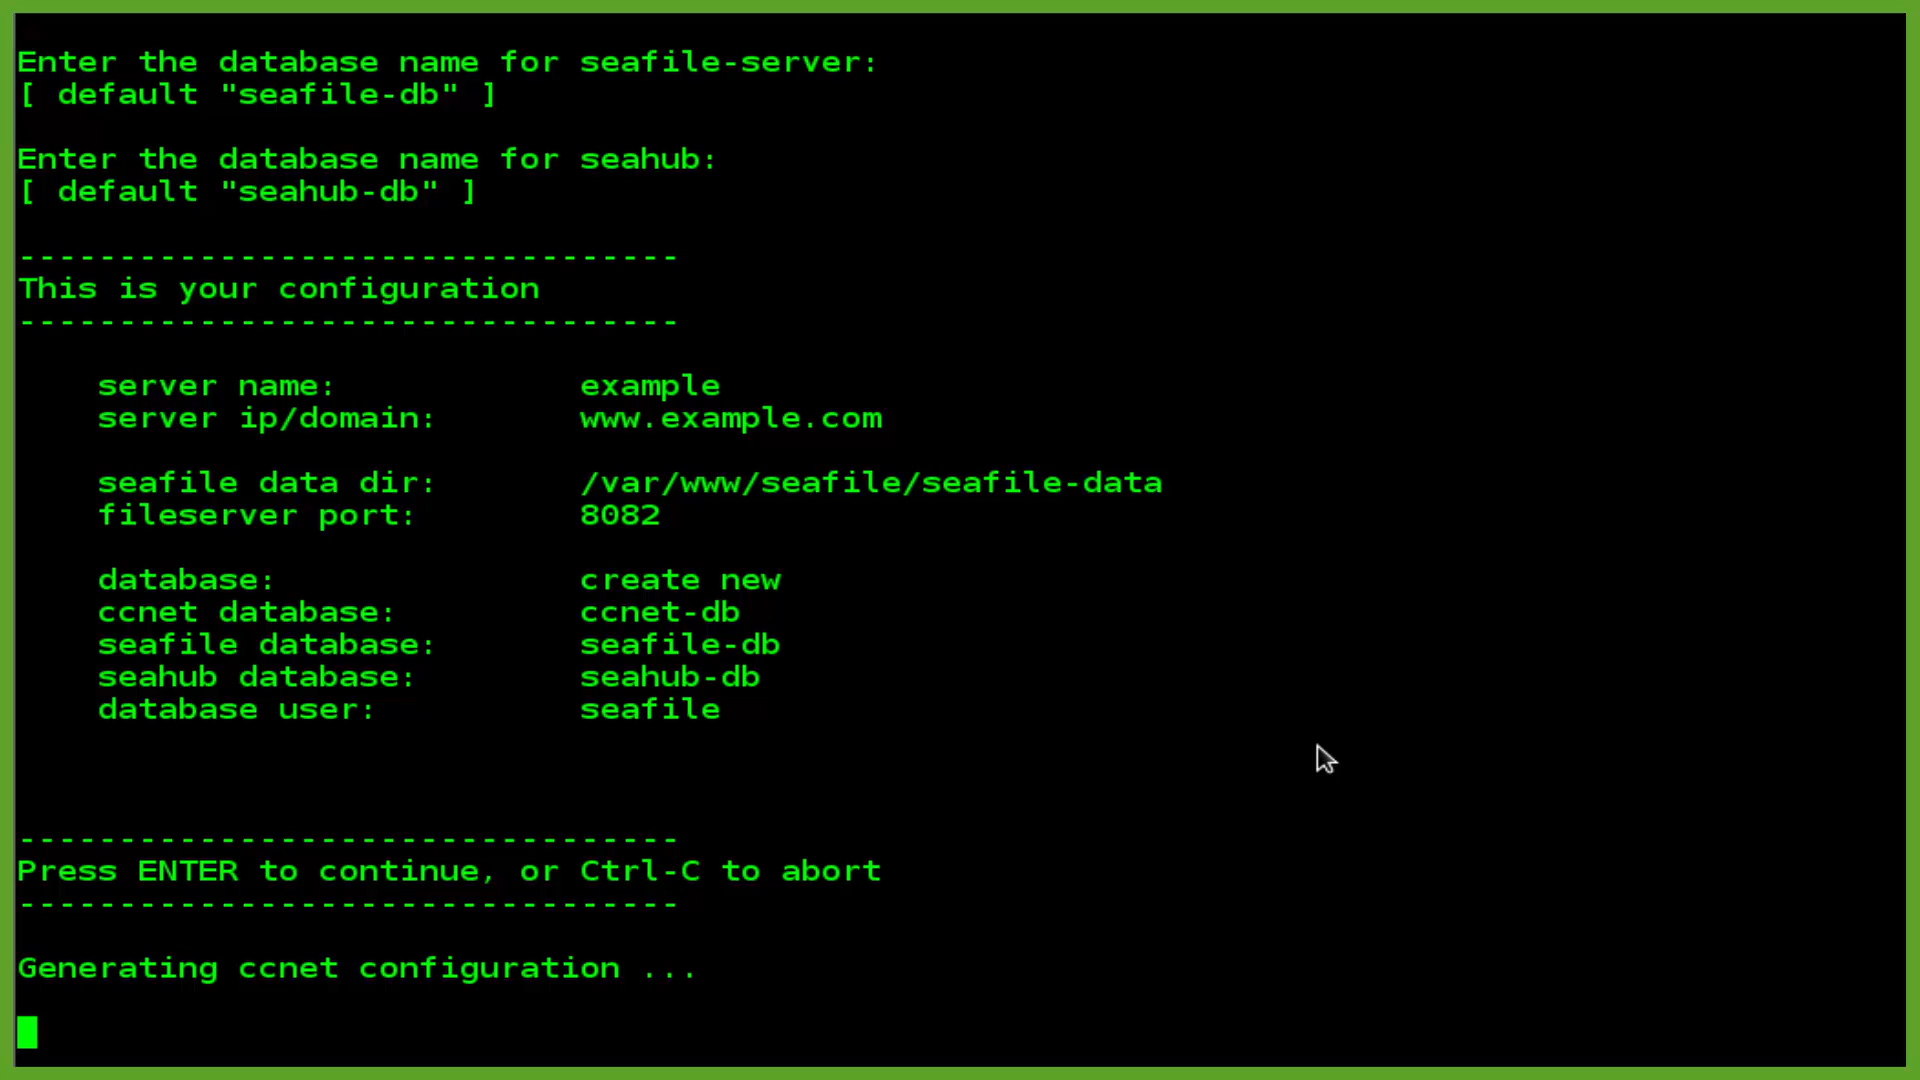 Enter the database name for seafile-server:
[ default "seafile-db" ]
Enter the database name for seahub:
[ default "seahub-db" ]
---------------------------------
This is your configuration
---------------------------------
server name: example
server ip/domain: www.example.com
seafile data dir: /var/www/seafile/seafile-data
fileserver port: 8082
database: create new
ccnet database: ccnet-db
seafile database: seafile-db
seahub database: seahub-db
database user: seafile
---------------------------------
Press ENTER to continue, or Ctrl-C to abort
---------------------------------
Generating ccnet configuration ...